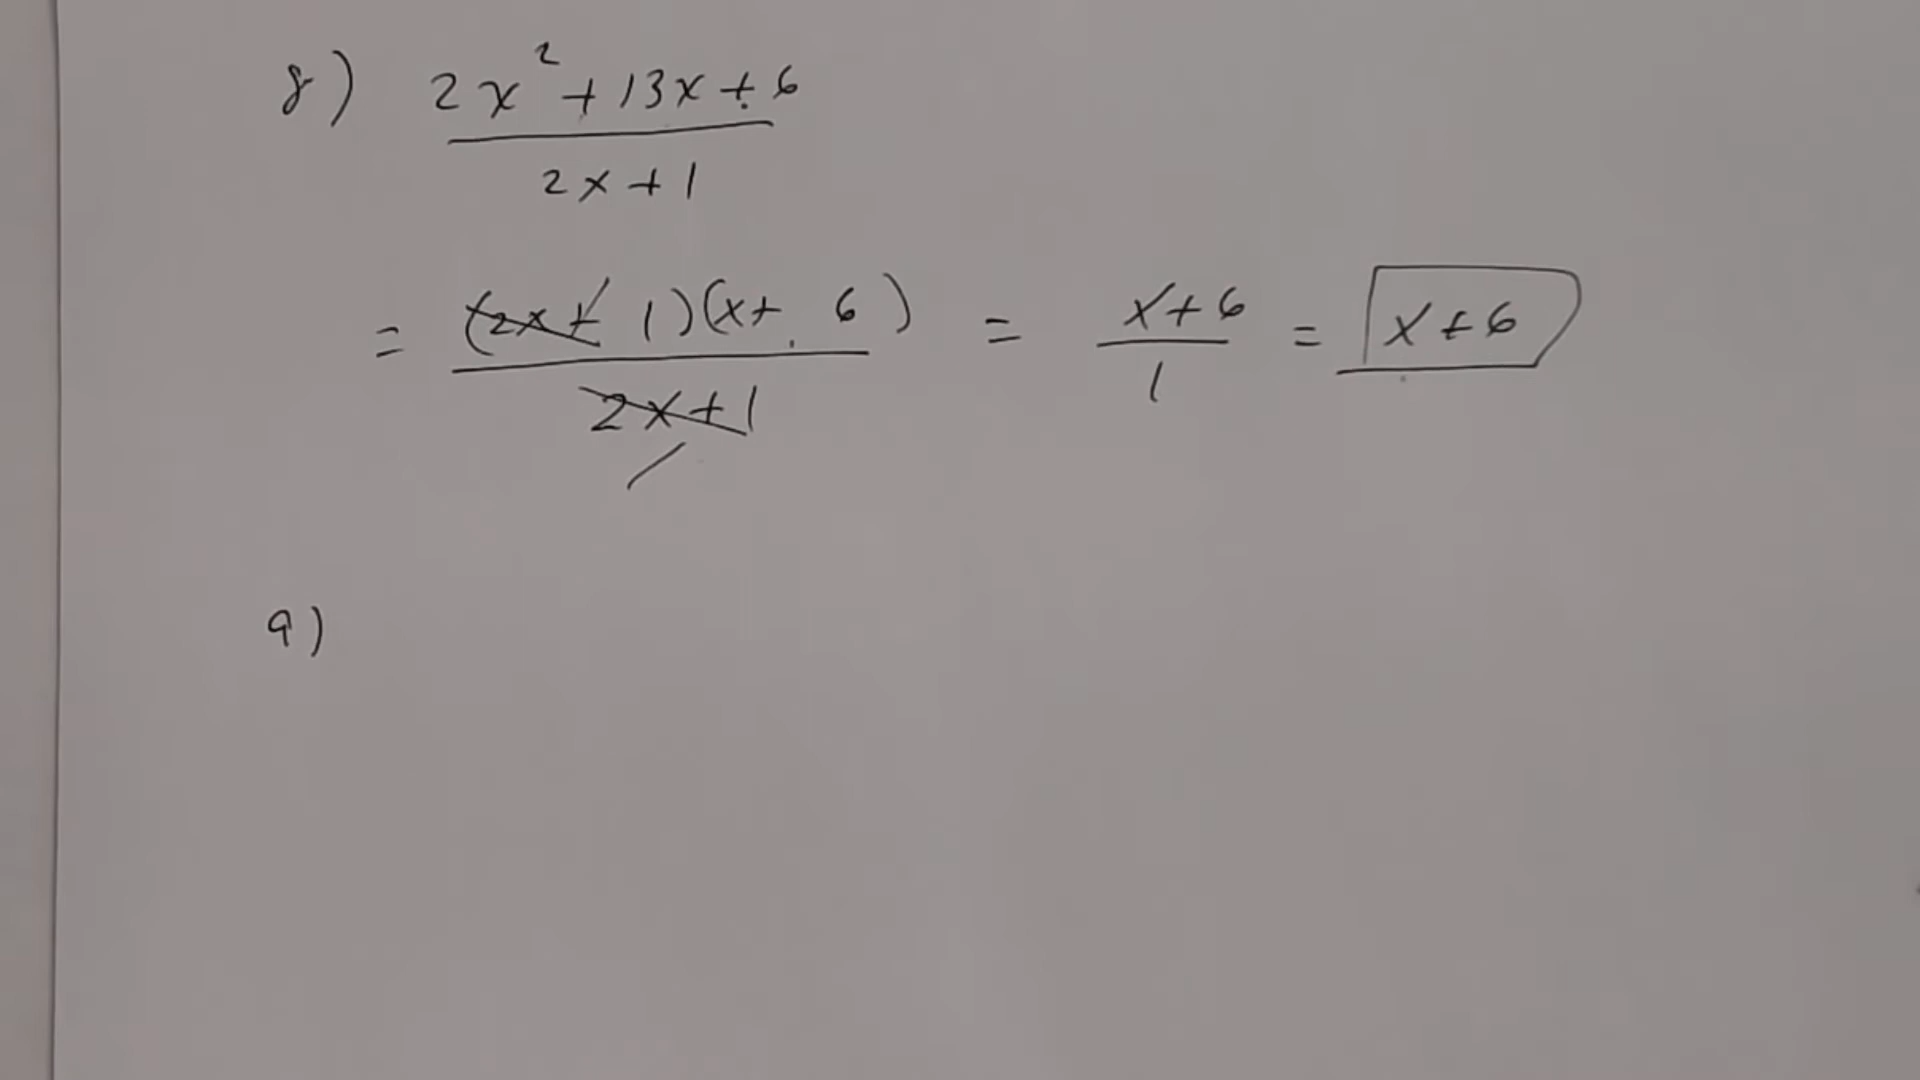 8) 2x² + 13x + 6
2x + 1
= (2x + 1)(x + 6) = x + 6 = x + 6
2x + 1 1
9)